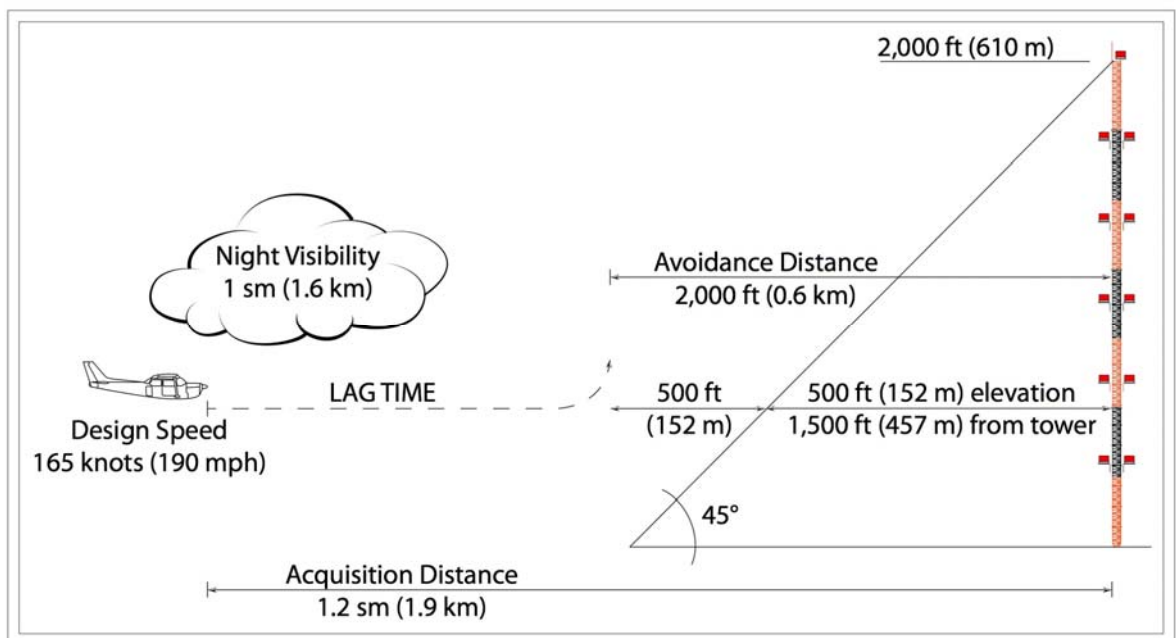 2,000 ft (610 m)
Night Visibility
1 sm (1.6 km)
Avoidance Distance
2,000 ft (0.6 km)
LAG TIME
500 ft
(152 m)
500 ft (152 m) elevation
1,500 ft (457 m) from tower
Design Speed
165 knots (190 mph)
45°
Acquisition Distance
1.2 sm (1.9 km)